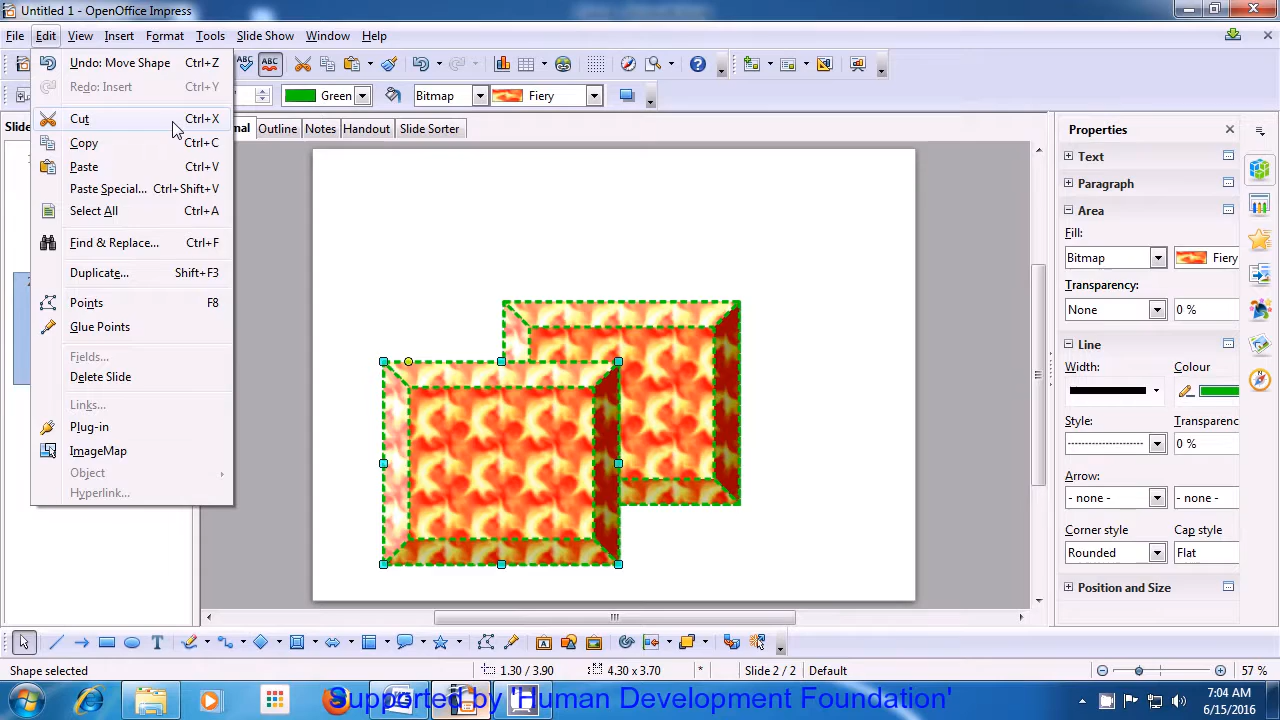 Untitled 1 - OpenOffice Impress
File Edit View Insert Format Tools Slide Show Window Help
Undo: Move Shape Ctrl+Z
Redo: Insert Ctrl+Y
Cut Ctrl+X
Copy Ctrl+C
Paste Ctrl+V
Paste Special... Ctrl+Shift+V
Select All Ctrl+A
Find & Replace... Ctrl+F
Duplicate... Shift+F3
Points F8
Glue Points
Fields...
Delete Slide
Links...
Plug-in
ImageMap
Object
Hyperlink...
Green Bitmap Fiery
Outline Notes Handout Slide Sorter
Properties
Text
Paragraph
Area
Fill:
Bitmap Fiery
Transparency:
None 0 %
Line
Width: Colour
Style: Transparenc
0 %
Arrow:
- none - - none -
Corner style Cap style
Rounded Flat
Position and Size
Shape selected 1.30 / 3.90 4.30 x 3.70 * Slide 2 / 2 Default 57 %
Supported by 'Human Development Foundation'
7:04 AM
6/15/2016